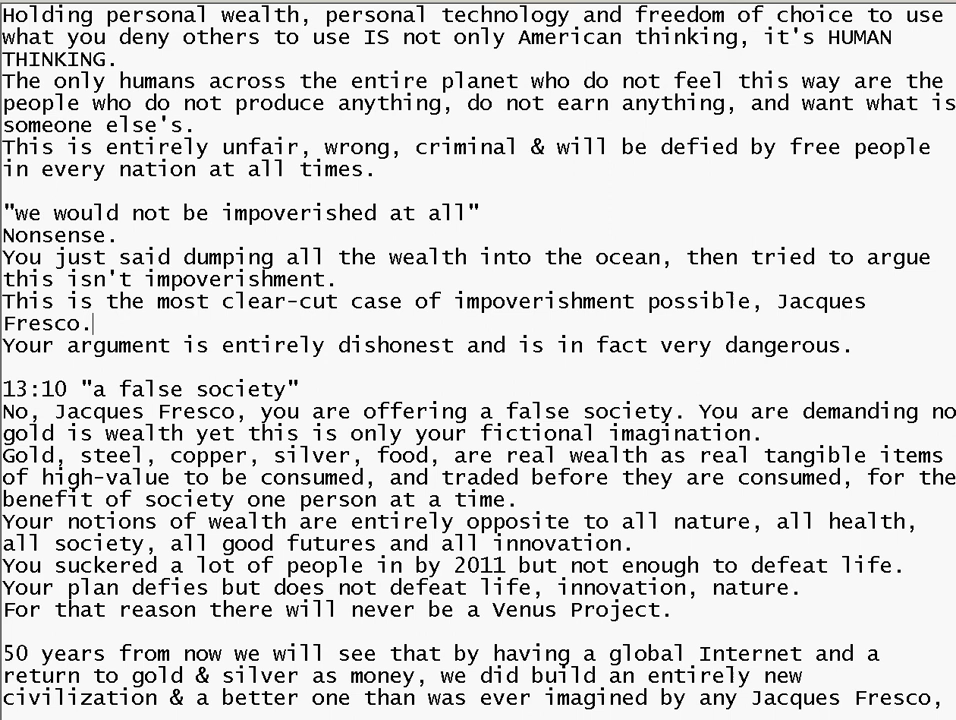 Holding personal wealth, personal technology and freedom of choice to use
what you deny others to use IS not only American thinking, it's HUMAN
THINKING.
The only humans across the entire planet who do not feel this way are the
people who do not produce anything, do not earn anything, and want what is
someone else's.
This is entirely unfair, wrong, criminal & will be defied by free people
in every nation at all times.

"we would not be impoverished at all"
Nonsense.
You just said dumping all the wealth into the ocean, then tried to argue
this isn't impoverishment.
This is the most clear-cut case of impoverishment possible, Jacques
Fresco.
Your argument is entirely dishonest and is in fact very dangerous.

13:10 "a false society"
No, Jacques Fresco, you are offering a false society. You are demanding no
gold is wealth yet this is only your fictional imagination.
Gold, steel, copper, silver, food, are real wealth as real tangible items
of high-value to be consumed, and traded before they are consumed, for the
benefit of society one person at a time.
Your notions of wealth are entirely opposite to all nature, all health,
all society, all good futures and all innovation.
You suckered a lot of people in by 2011 but not enough to defeat life.
Your plan defies but does not defeat life, innovation, nature.
For that reason there will never be a Venus Project.

50 years from now we will see that by having a global Internet and a
return to gold & silver as money, we did build an entirely new
civilization & a better one than was ever imagined by any Jacques Fresco,